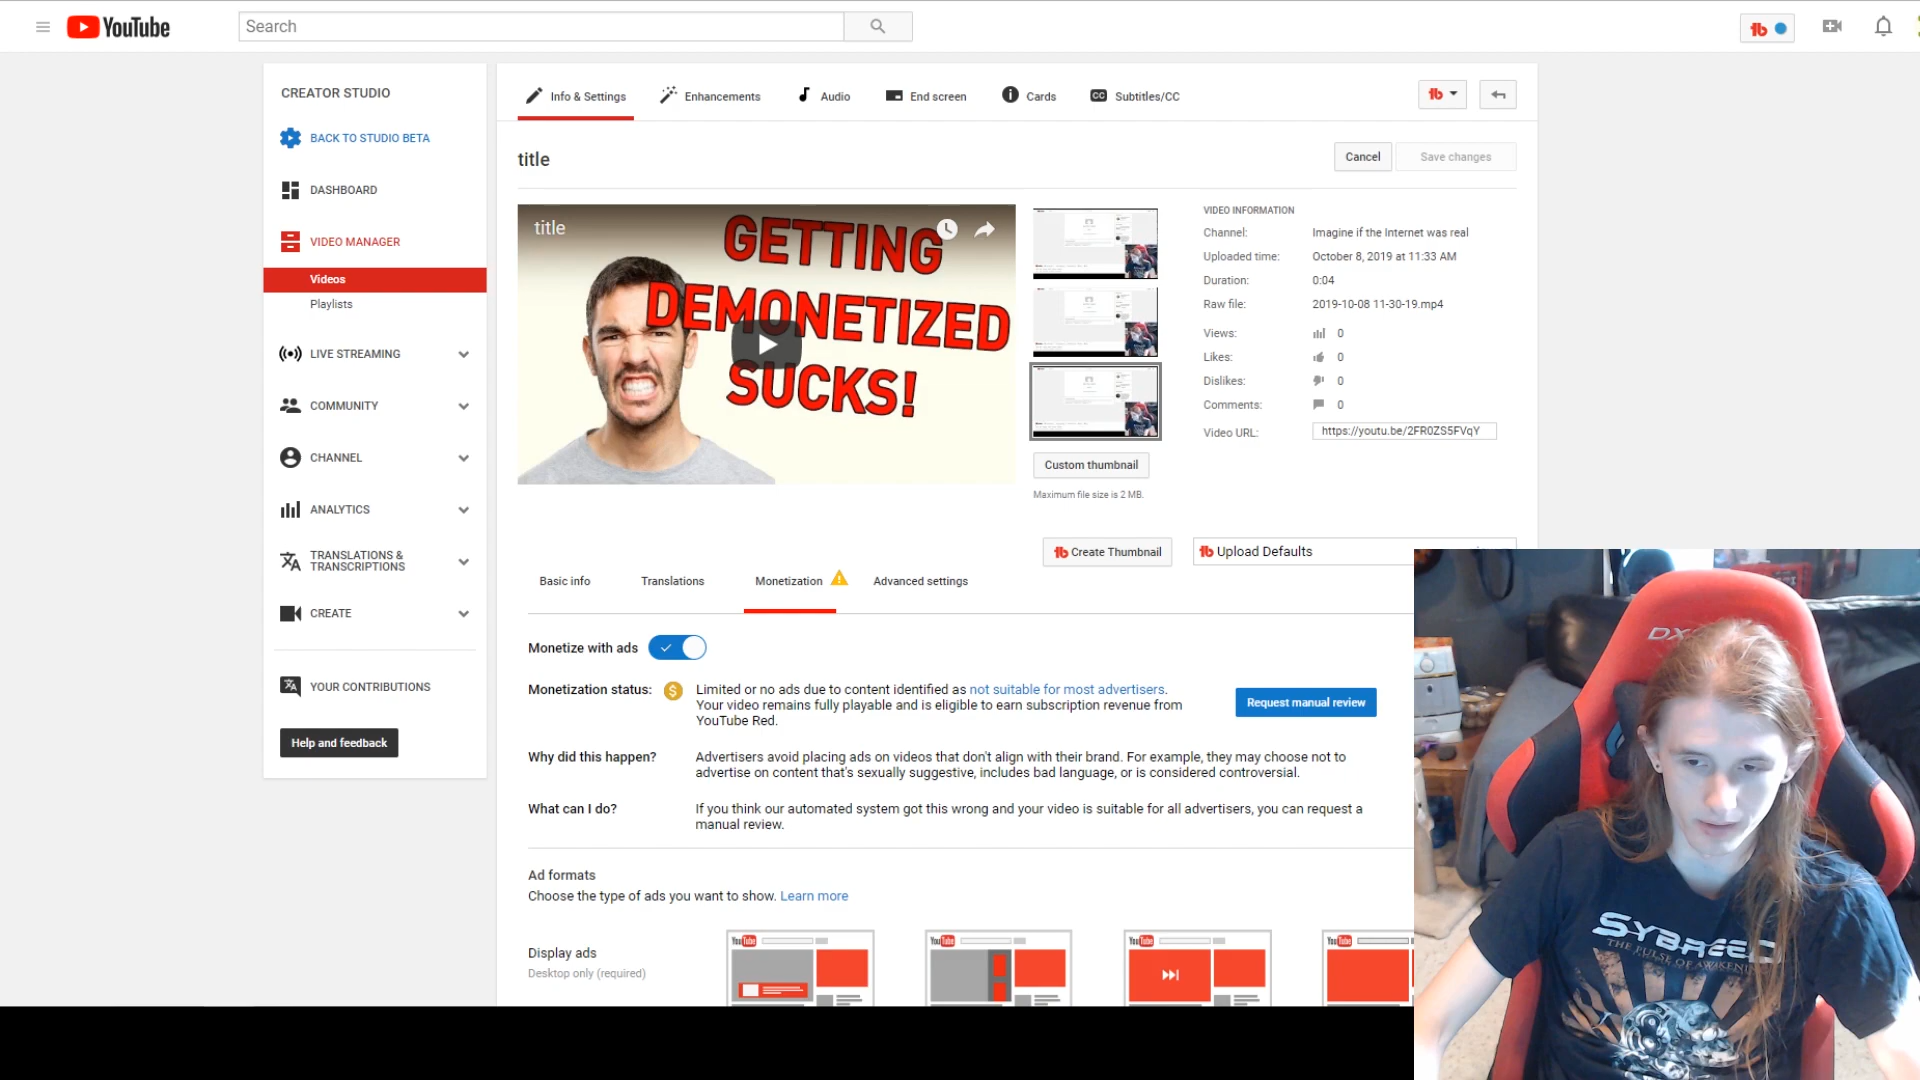 YouTube
Search
CREATOR STUDIO
BACK TO STUDIO BETA
DASHBOARD
VIDEO MANAGER
Videos
Playlists
LIVE STREAMING
COMMUNITY
CHANNEL
ANALYTICS
TRANSLATIONS &
TRANSCRIPTIONS
CREATE
YOUR CONTRIBUTIONS
Help and feedback
Info & Settings
Enhancements
Audio
End screen
Cards
CC Subtitles/CC
title
Cancel
Save changes
title
GETTING
DEMONETIZED
SUCKS!
Custom thumbnail
Maximum file size is 2 MB.
VIDEO INFORMATION
Channel: Imagine if the Internet was real
Uploaded time: October 8, 2019 at 11:33 AM
Duration: 0:04
Raw file: 2019-10-08 11-30-19.mp4
Views: 0
Likes: 0
Dislikes: 0
Comments: 0
Video URL: https://youtu.be/2FR0ZS5FVqY
Create Thumbnail
Upload Defaults
Basic info
Translations
Monetization
Advanced settings
Monetize with ads
Monetization status: $ Limited or no ads due to content identified as not suitable for most advertisers.
Your video remains fully playable and is eligible to earn subscription revenue from
YouTube Red.
Request manual review
Why did this happen? Advertisers avoid placing ads on videos that don't align with their brand. For example, they may choose not to
advertise on content that's sexually suggestive, includes bad language, or is considered controversial.
What can I do? If you think our automated system got this wrong and your video is suitable for all advertisers, you can request a
manual review.
Ad formats
Choose the type of ads you want to show. Learn more
Display ads
Desktop only (required)
YouTube
YouTube
YouTube
YouTube
SYBREED
THE PULSE OF AWAKENING